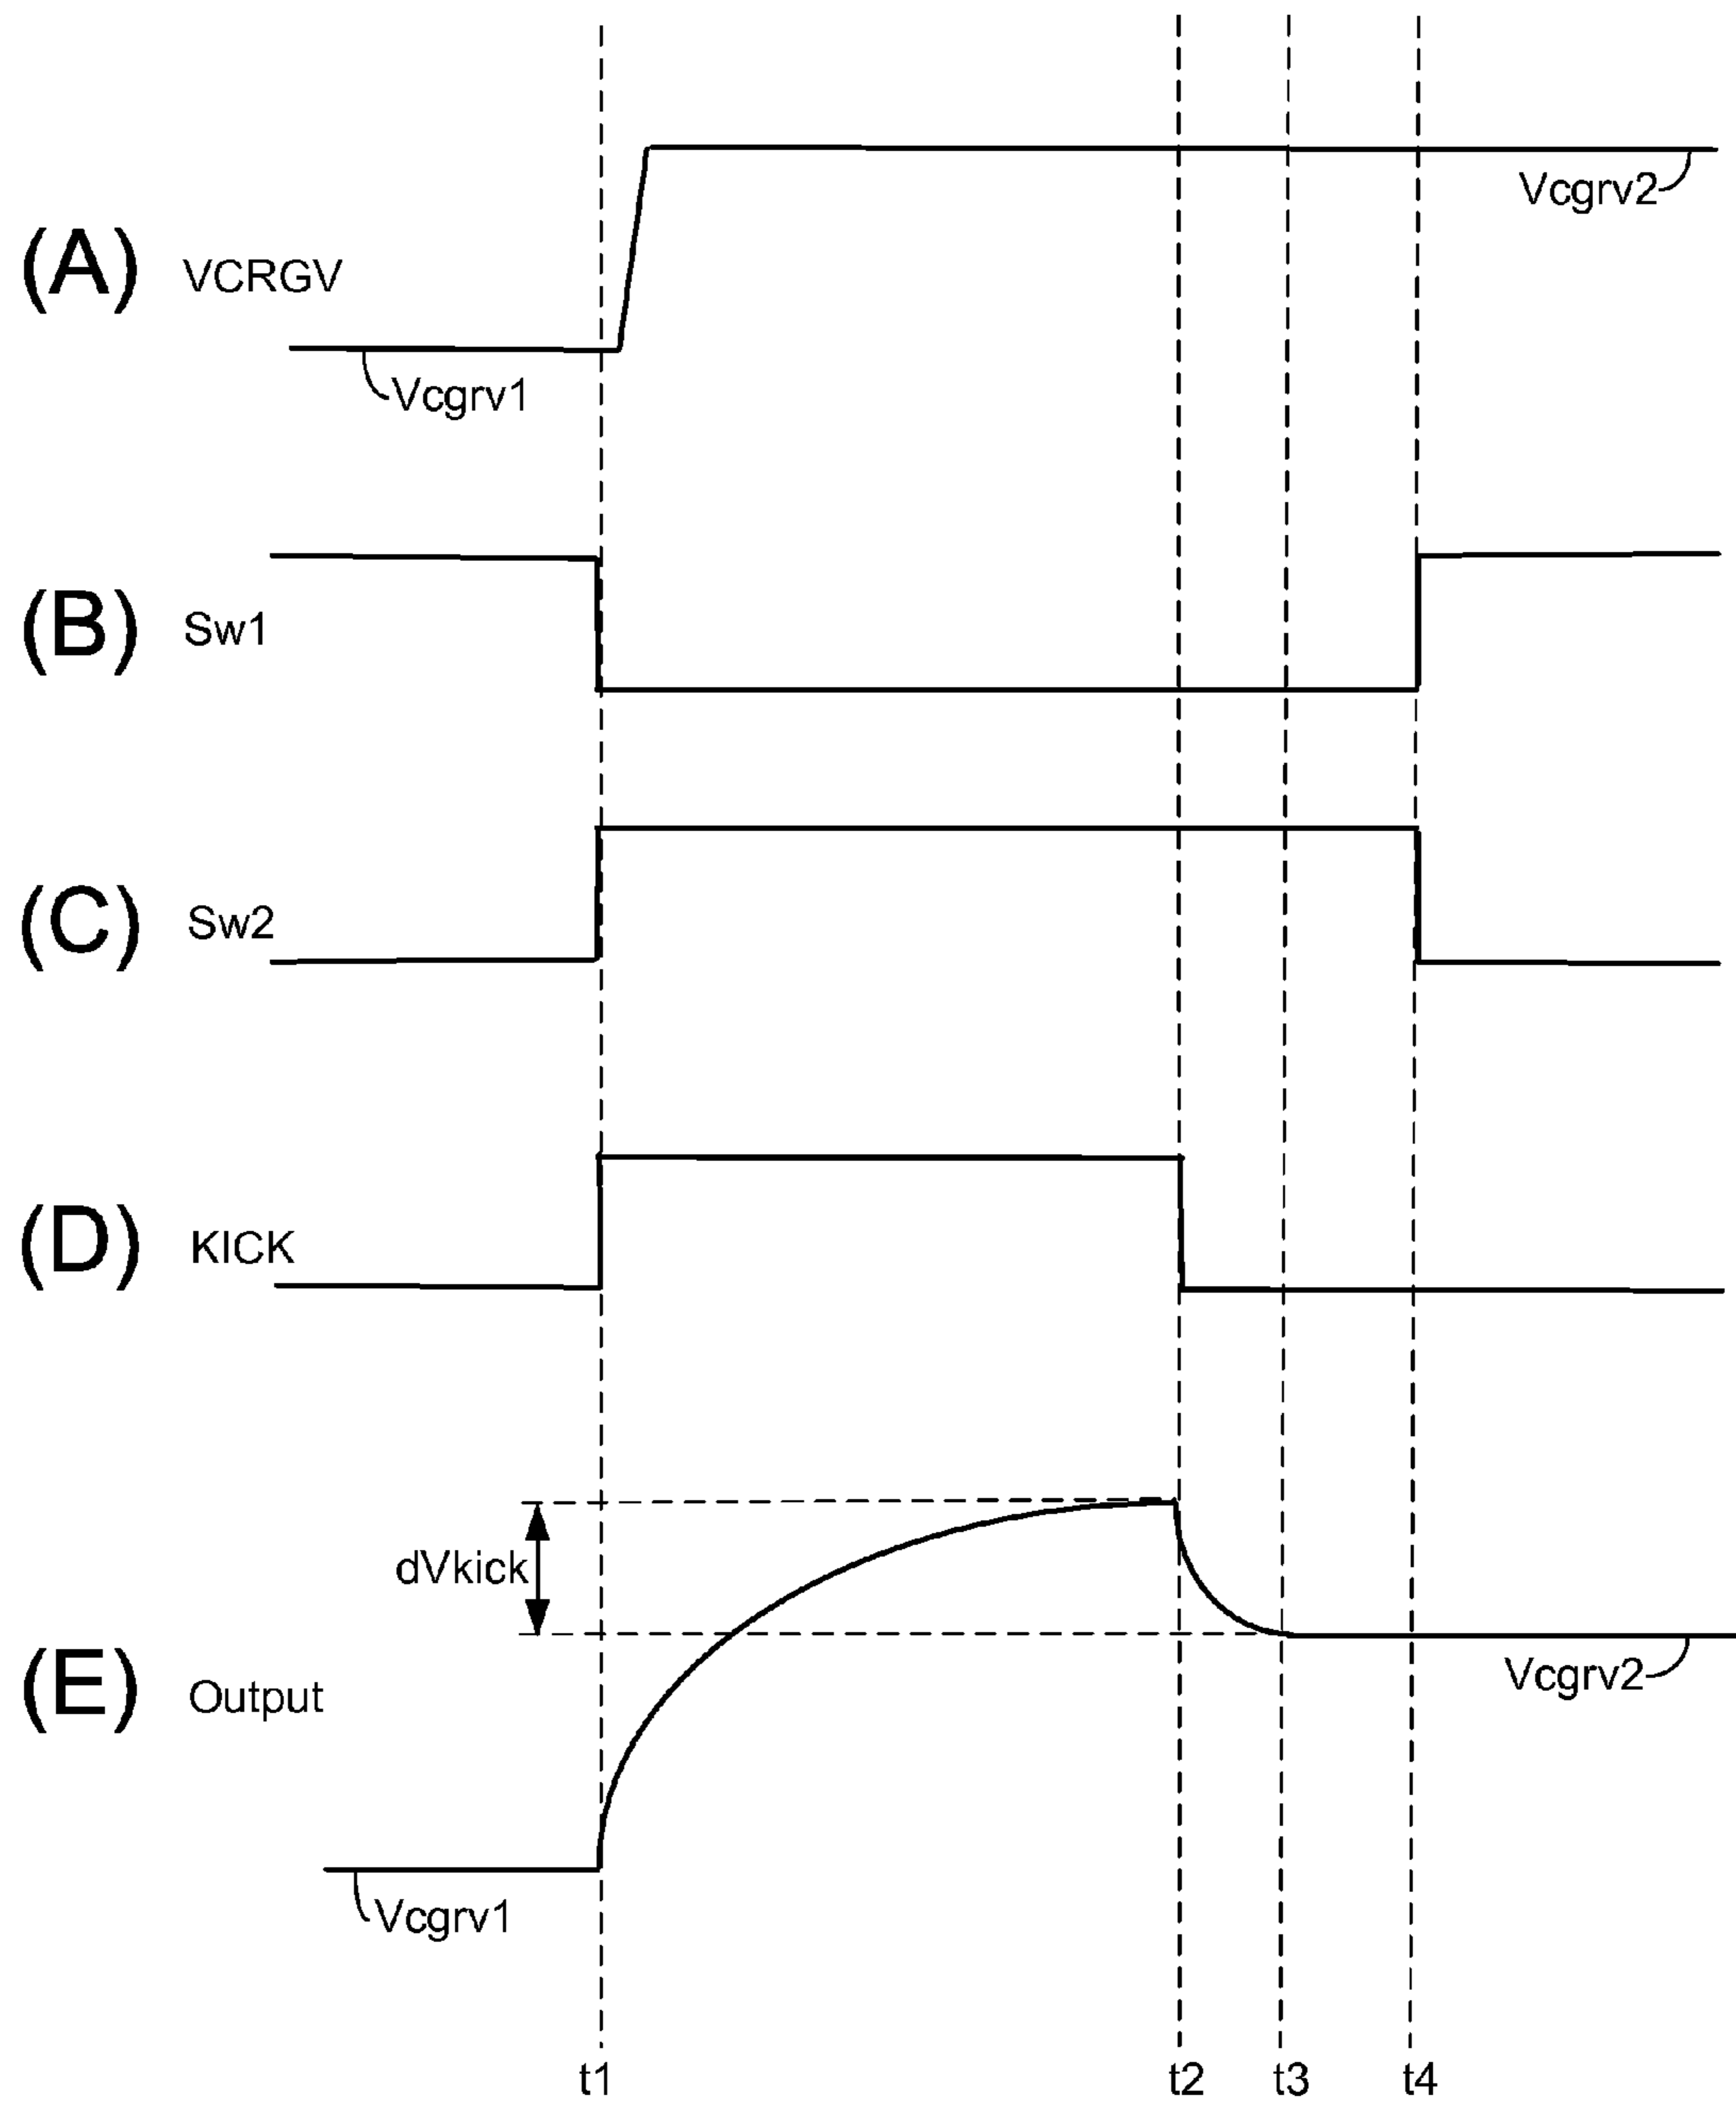 (A) VCRGV
Vcgrv2
Vcgrv1
(B) Sw1
(C) Sw2
(D) KICK
dVkick
(E) Output
Vcgrv2
Vcgrv1
t1 t2 t3 t4